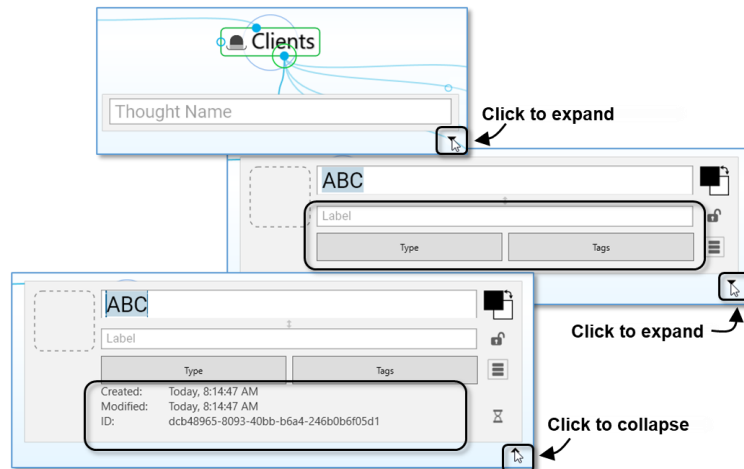 Clients
Thought Name
Click to expand
ABC
Label
Type Tags
Click to expand
ABC
Label
Type Tags
Created: Today, 8:14:47 AM
Modified: Today, 8:14:47 AM
ID: dcb48965-8093-40bb-b6a4-246b0b6f05d1
Click to collapse